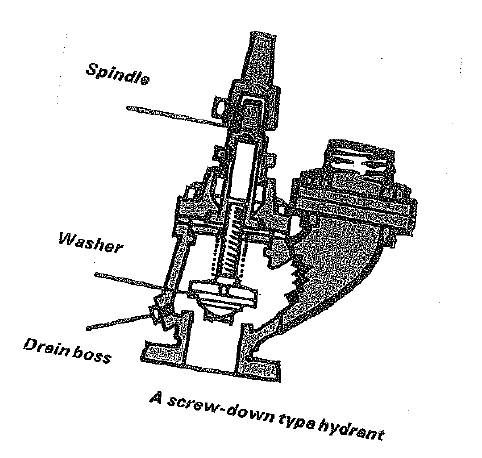 Spindle
Washer
Drain boss
A screw-down type hydrant